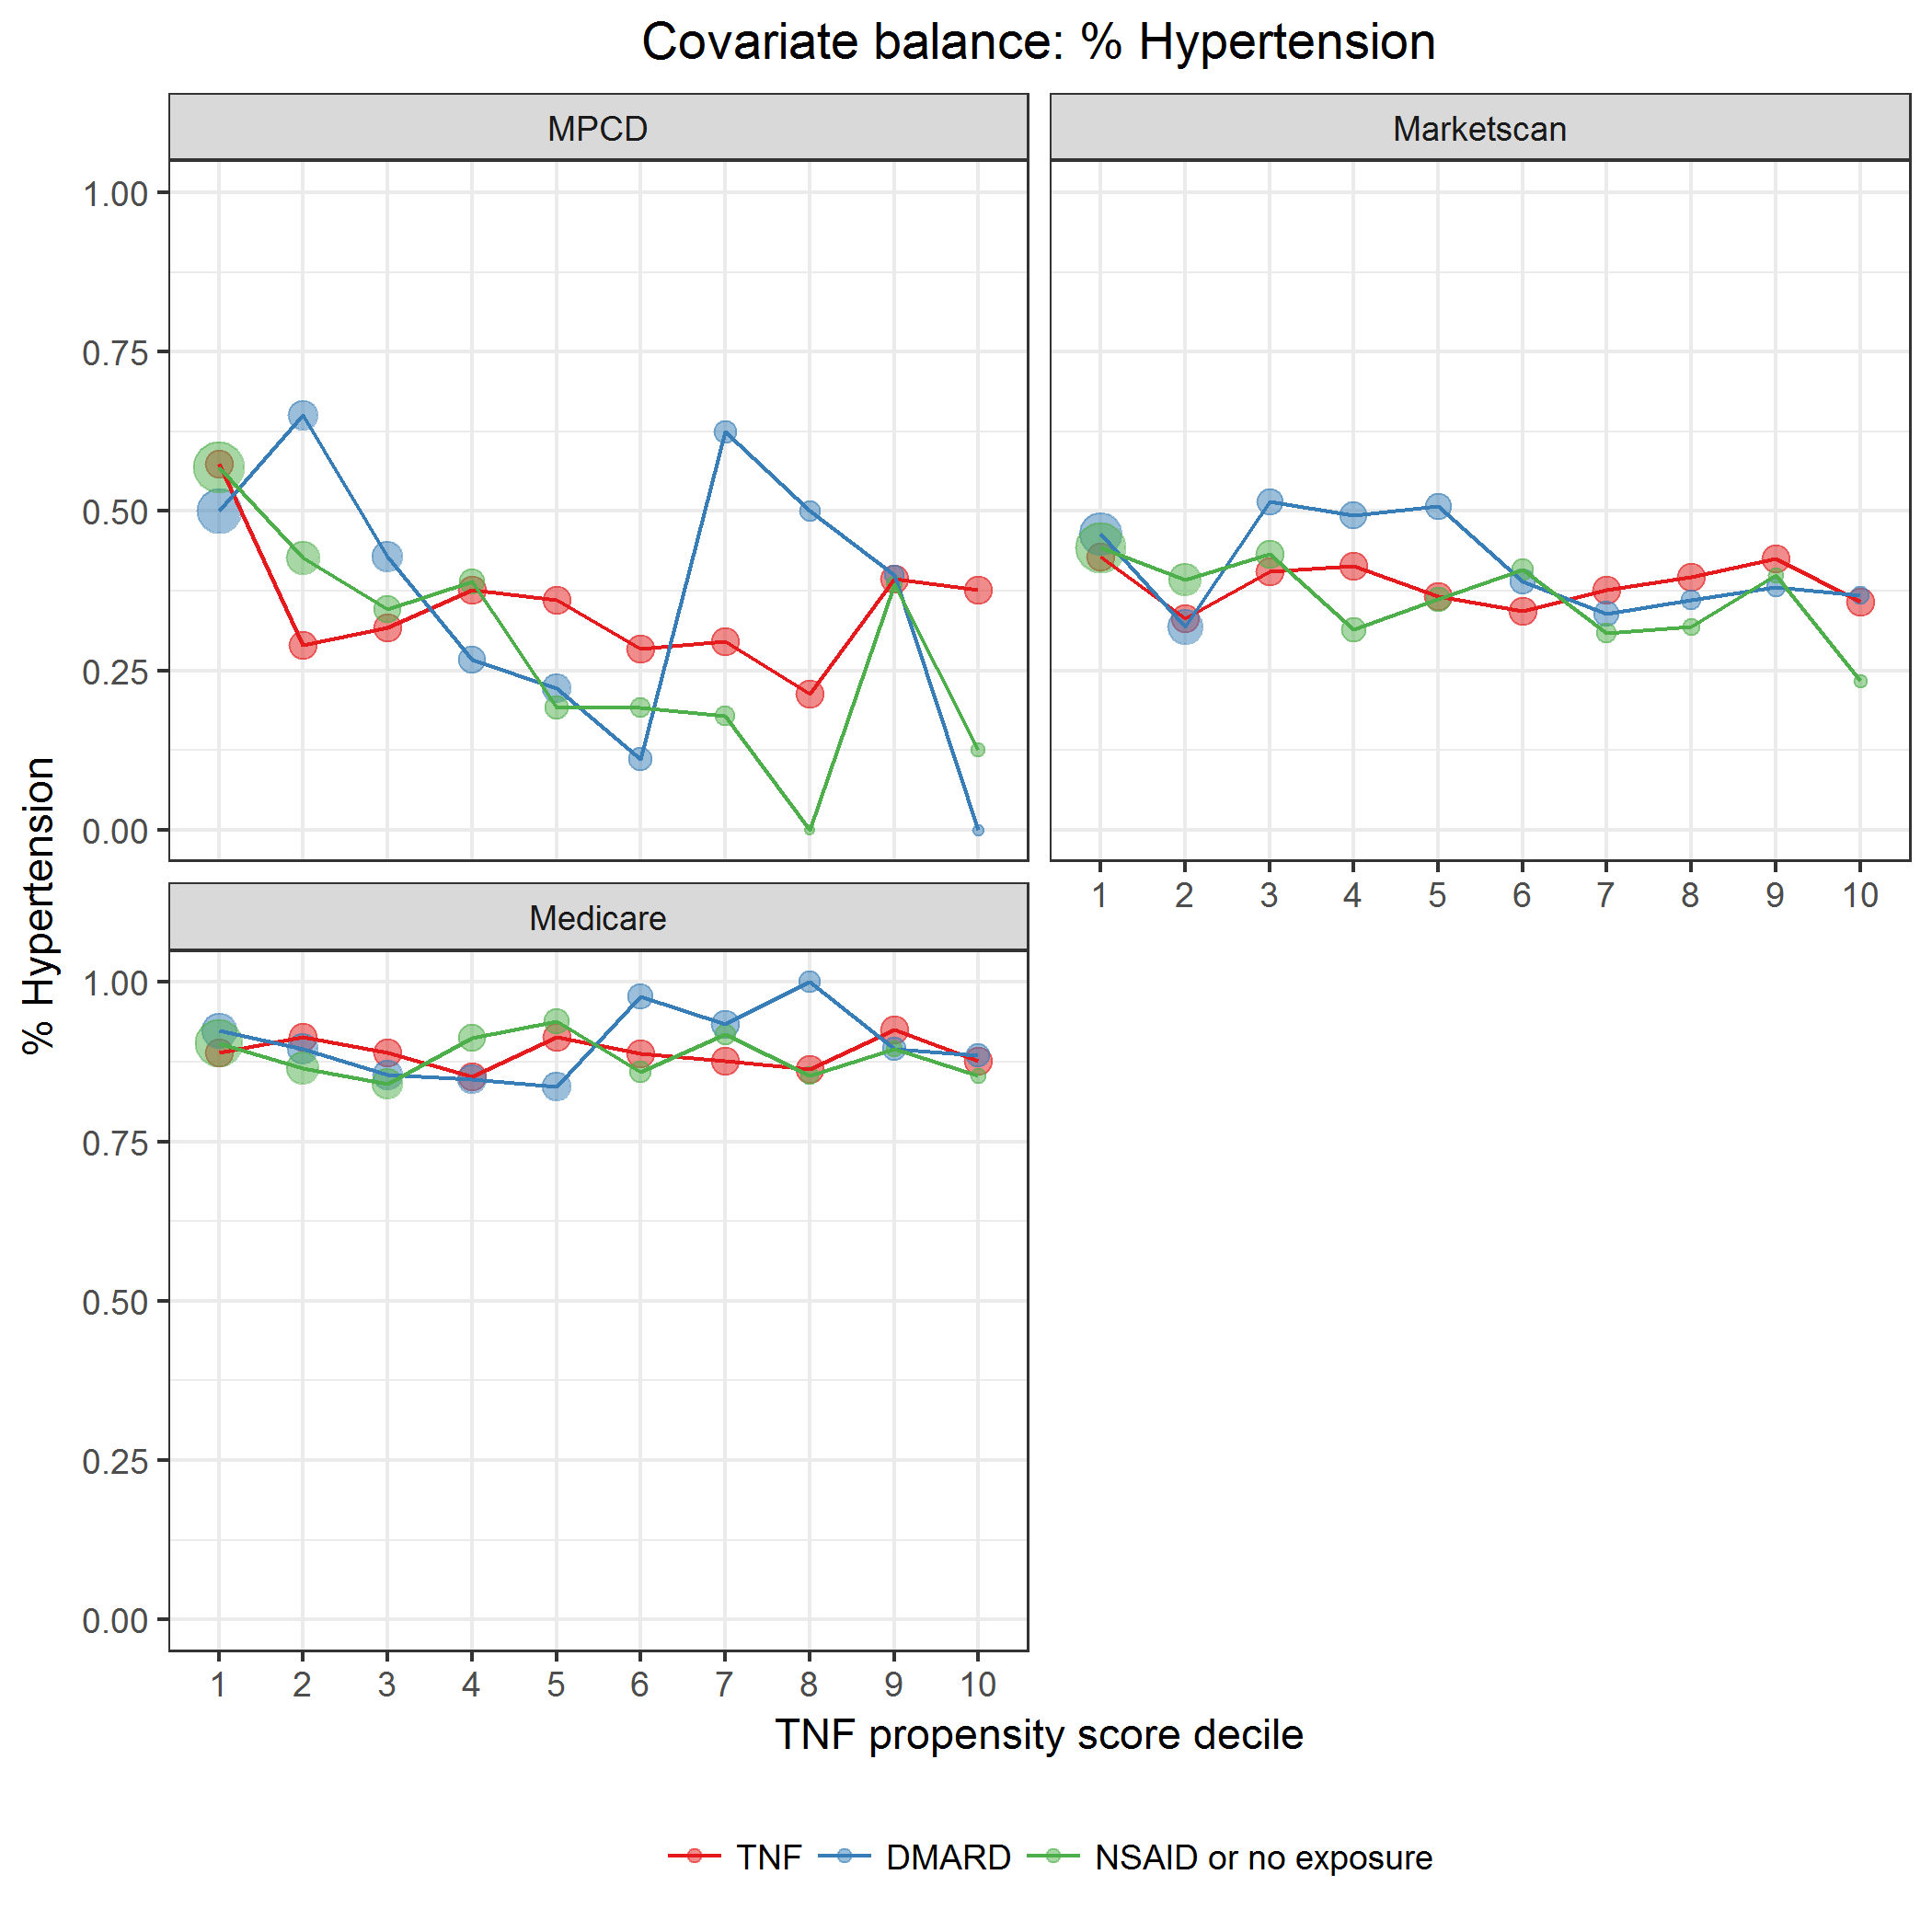 Covariate balance: % Hypertension
MPCD
Marketscan
1.00
0.75
0.50
0.25
0.00
1 2 3 4 5 6 7 8 9 10
Medicare
1.00
0.75
0.50
0.25
0.00
1 2 3 4 5 6 7 8 9 10
% Hypertension
TNF propensity score decile
TNF DMARD NSAID or no exposure